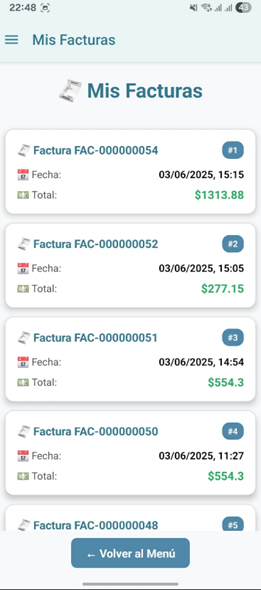 22:48
43
Mis Facturas
Mis Facturas
Factura FAC-000000054 #1
Fecha: 03/06/2025, 15:15
Total: $1313.88
Factura FAC-000000052 #2
Fecha: 03/06/2025, 15:05
Total: $277.15
Factura FAC-000000051 #3
Fecha: 03/06/2025, 14:54
Total: $554.3
Factura FAC-000000050 #4
Fecha: 03/06/2025, 11:27
Total: $554.3
Factura FAC-000000048 #5
← Volver al Menú